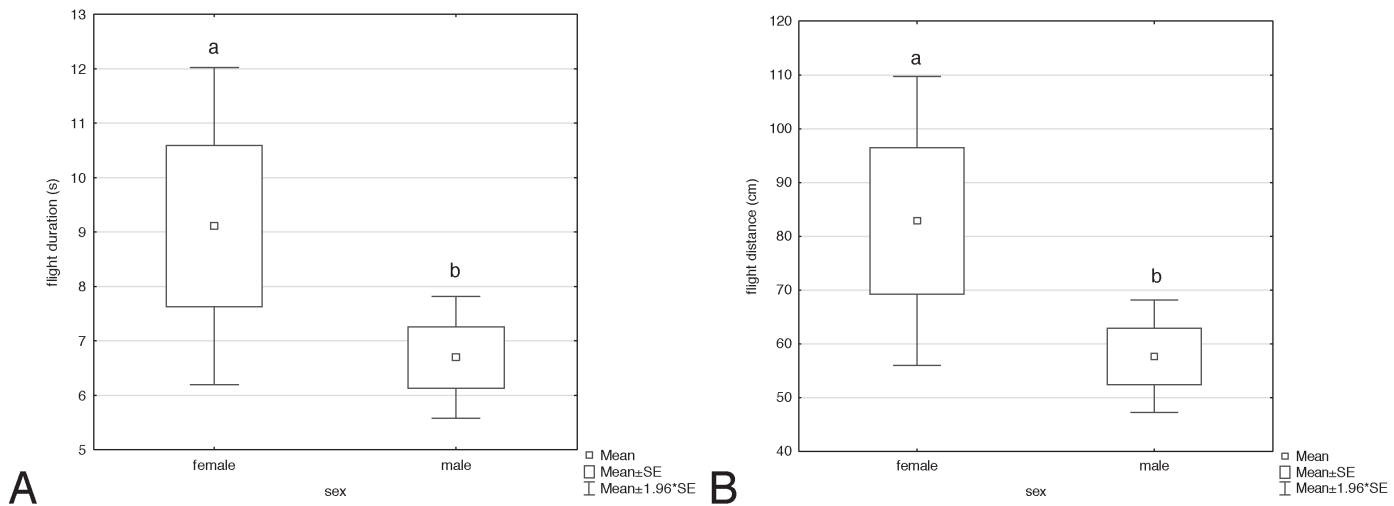 13
12
11
10
9
8
7
6
5
flight duration (s)
a
b
female
male
sex
Mean
Mean±SE
Mean±1.96*SE
A
120
110
100
90
80
70
60
50
40
flight distance (cm)
a
b
female
male
sex
Mean
Mean±SE
Mean±1.96*SE
B